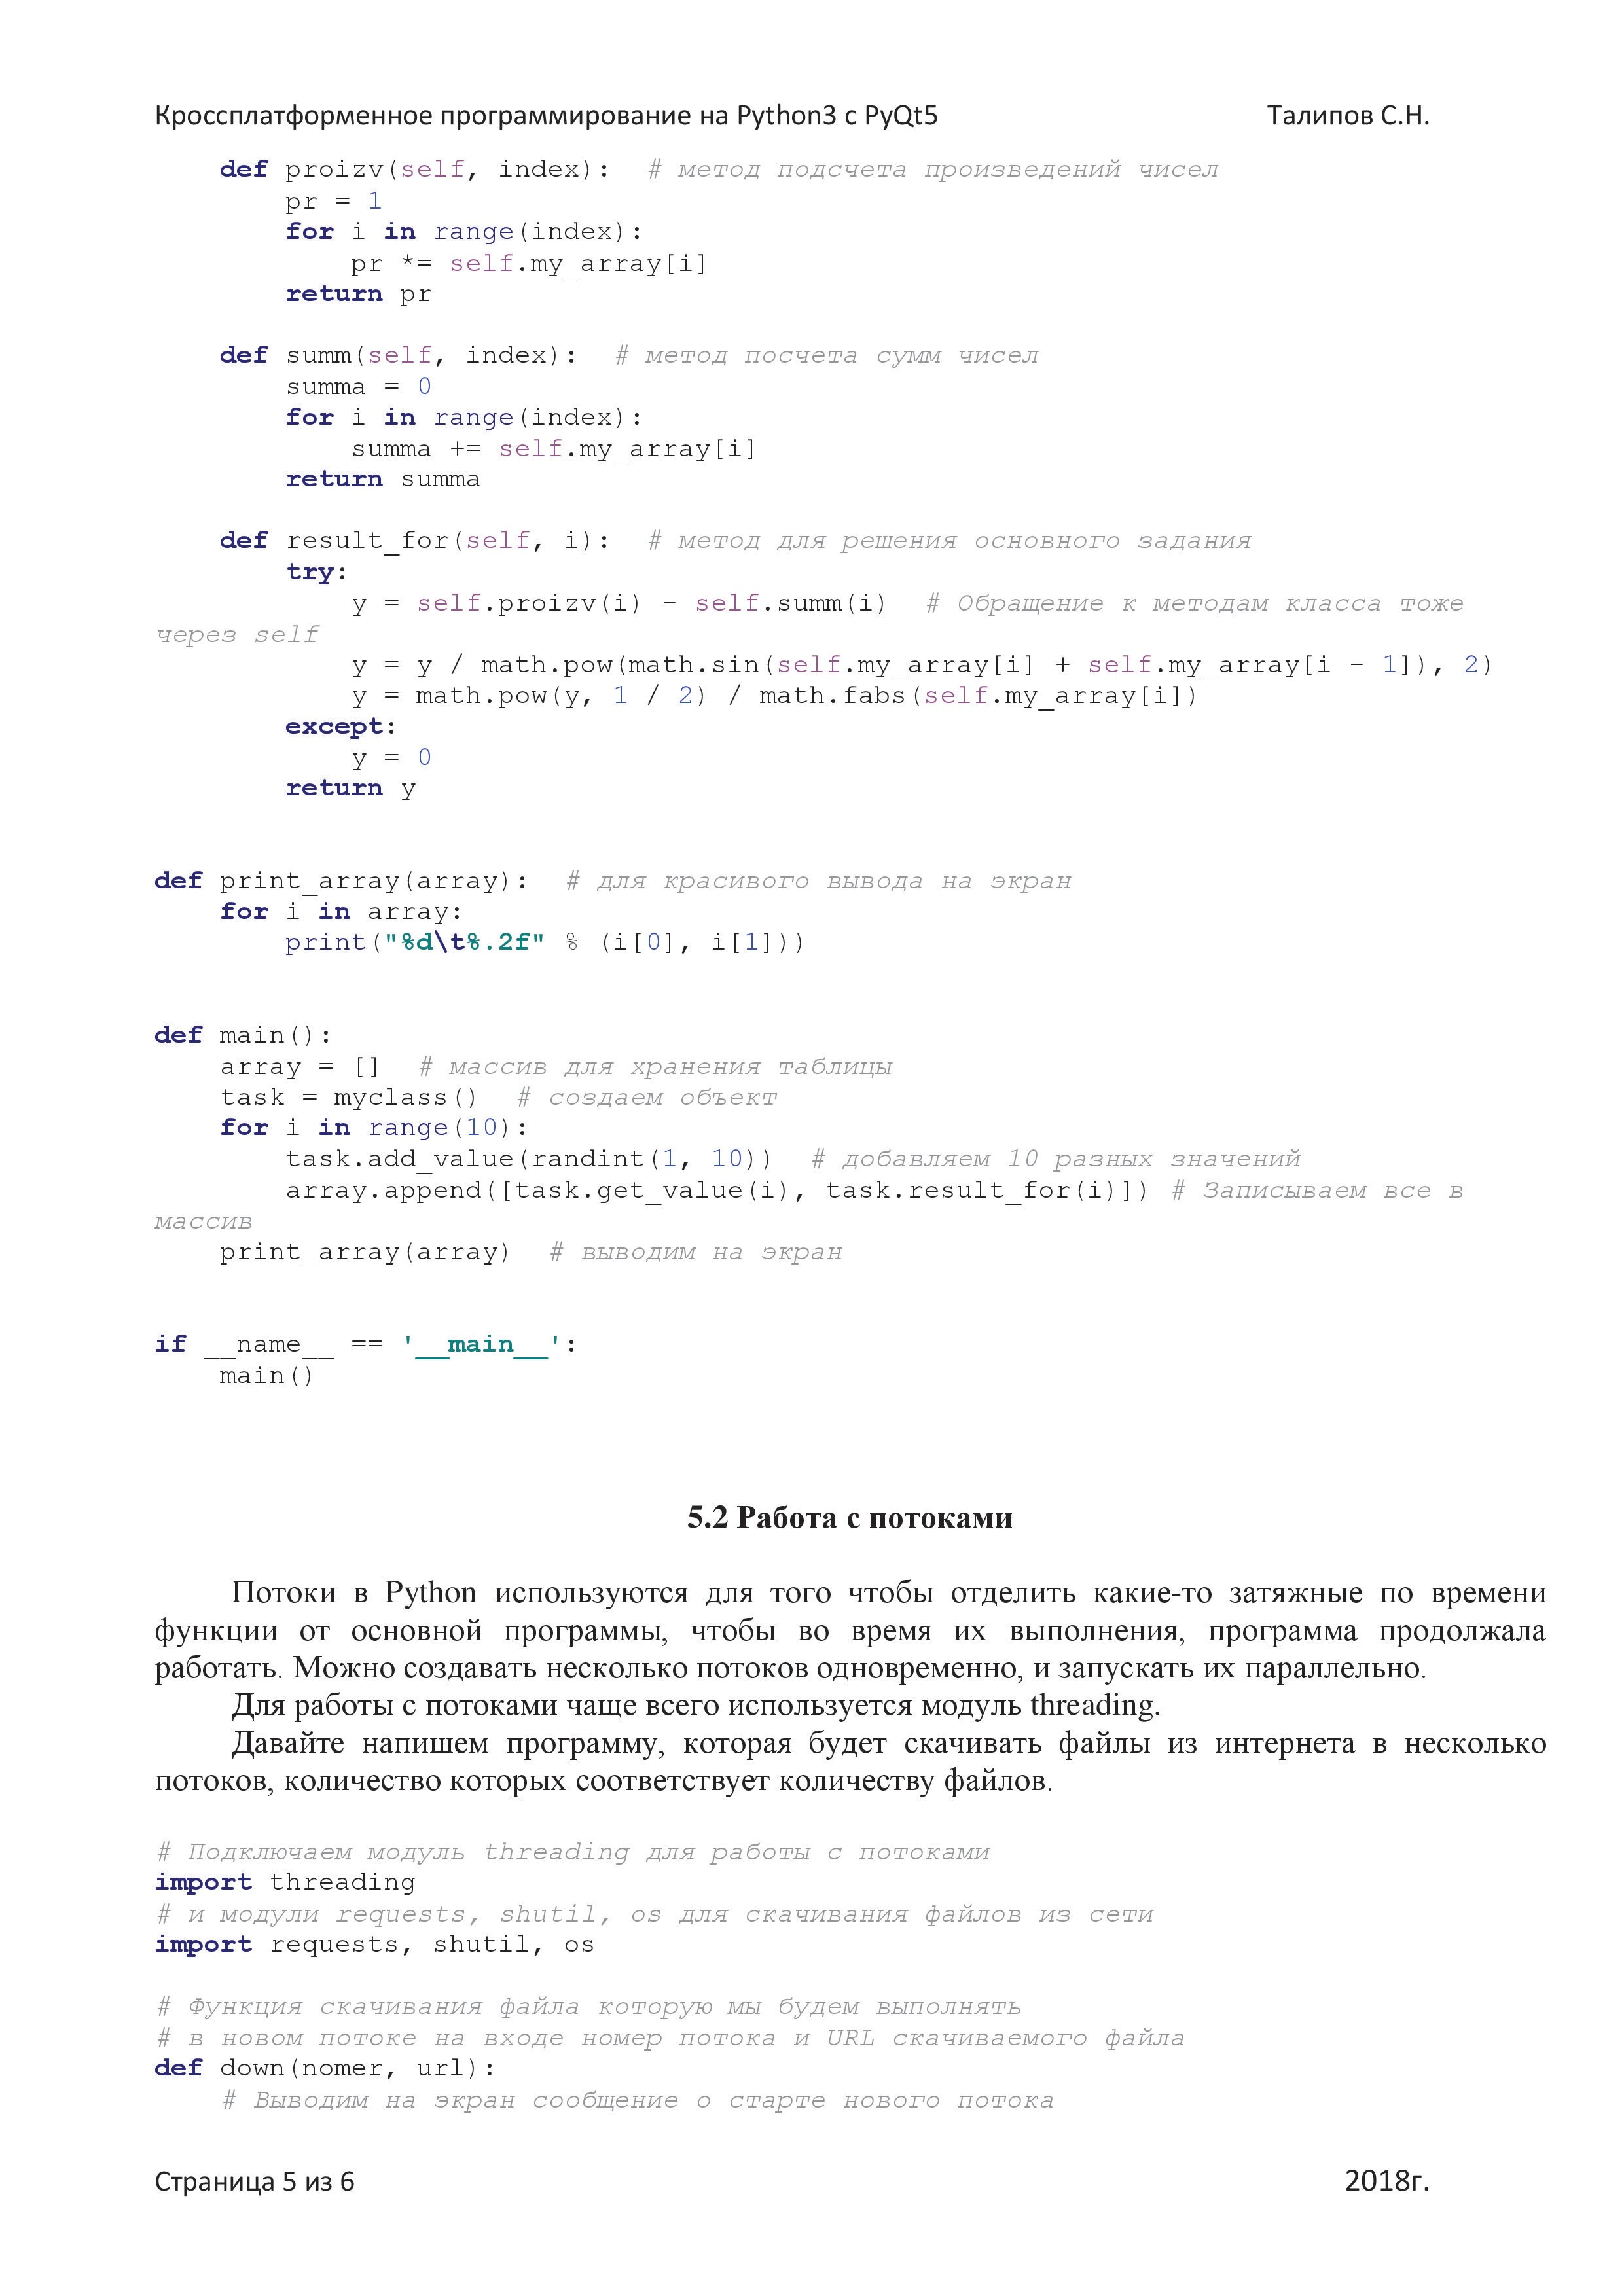 Кроссплатформенное программирование на Python3 с PyQt5 Талипов С.Н.
    def proizv(self, index):  # метод подсчета произведений чисел
        pr = 1
        for i in range(index):
            pr *= self.my_array[i]
        return pr
    def summ(self, index):  # метод посчета сумм чисел
        summa = 0
        for i in range(index):
            summa += self.my_array[i]
        return summa
    def result_for(self, i):  # метод для решения основного задания
        try:
            y = self.proizv(i) - self.summ(i)  # Обращение к методам класса тоже
через self
            y = y / math.pow(math.sin(self.my_array[i] + self.my_array[i - 1]), 2)
            y = math.pow(y, 1 / 2) / math.fabs(self.my_array[i])
        except:
            y = 0
        return y
def print_array(array):  # для красивого вывода на экран
    for i in array:
        print("%d\t%.2f" % (i[0], i[1]))
def main():
    array = []  # массив для хранения таблицы
    task = myclass()  # создаем объект
    for i in range(10):
        task.add_value(randint(1, 10))  # добавляем 10 разных значений
        array.append([task.get_value(i), task.result_for(i)]) # Записываем все в
массив
    print_array(array)  # выводим на экран
if __name__ == '__main__':
    main()
5.2 Работа с потоками
Потоки в Python используются для того чтобы отделить какие-то затяжные по времени
функции от основной программы, чтобы во время их выполнения, программа продолжала
работать. Можно создавать несколько потоков одновременно, и запускать их параллельно.
Для работы с потоками чаще всего используется модуль threading.
Давайте напишем программу, которая будет скачивать файлы из интернета в несколько
потоков, количество которых соответствует количеству файлов.
# Подключаем модуль threading для работы с потоками
import threading
# и модули requests, shutil, os для скачивания файлов из сети
import requests, shutil, os
# Функция скачивания файла которую мы будем выполнять
# в новом потоке на входе номер потока и URL скачиваемого файла
def down(nomer, url):
    # Выводим на экран сообщение о старте нового потока
Страница 5 из 6 2018г.